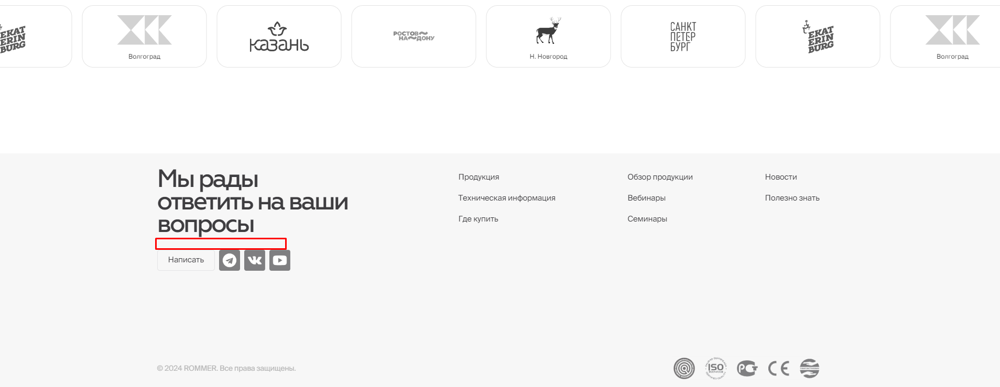 EKAT
ERIN
BURG
Волгоград
казань
РОСТОВ
НА ДОНУ
Н. Новгород
САНКТ
ПЕТЕР
БУРГ
EKAT
ERIN
BURG
Волгоград
Мы рады
ответить на ваши
вопросы
Написать
Продукция
Техническая информация
Где купить
Обзор продукции
Вебинары
Семинары
Новости
Полезно знать
© 2024 ROMMER. Все права защищены.
ISO
РСТ
CE